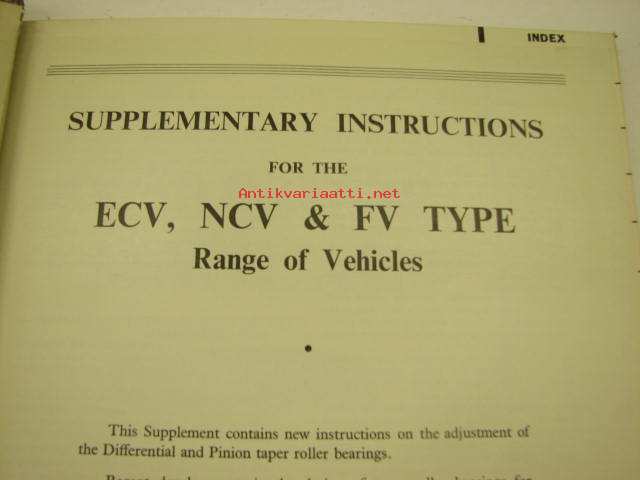 INDEX
SUPPLEMENTARY INSTRUCTIONS
FOR THE
Antikvariaatti.net
ECV, NCV & FV TYPE
Range of Vehicles
This Supplement contains new instructions on the adjustment of
the Differential and Pinion taper roller bearings.